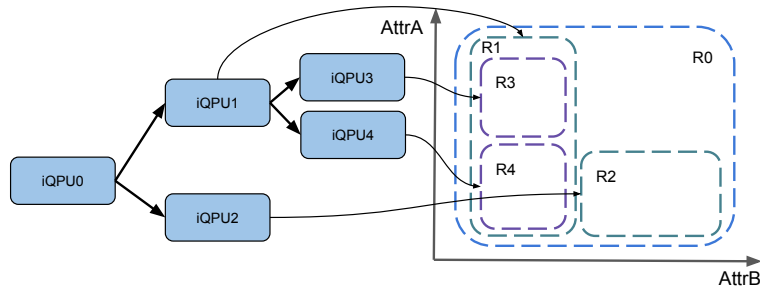 AttrA
R1
R0
iQPU3
R3
iQPU1
iQPU4
R4
R2
iQPU0
iQPU2
AttrB